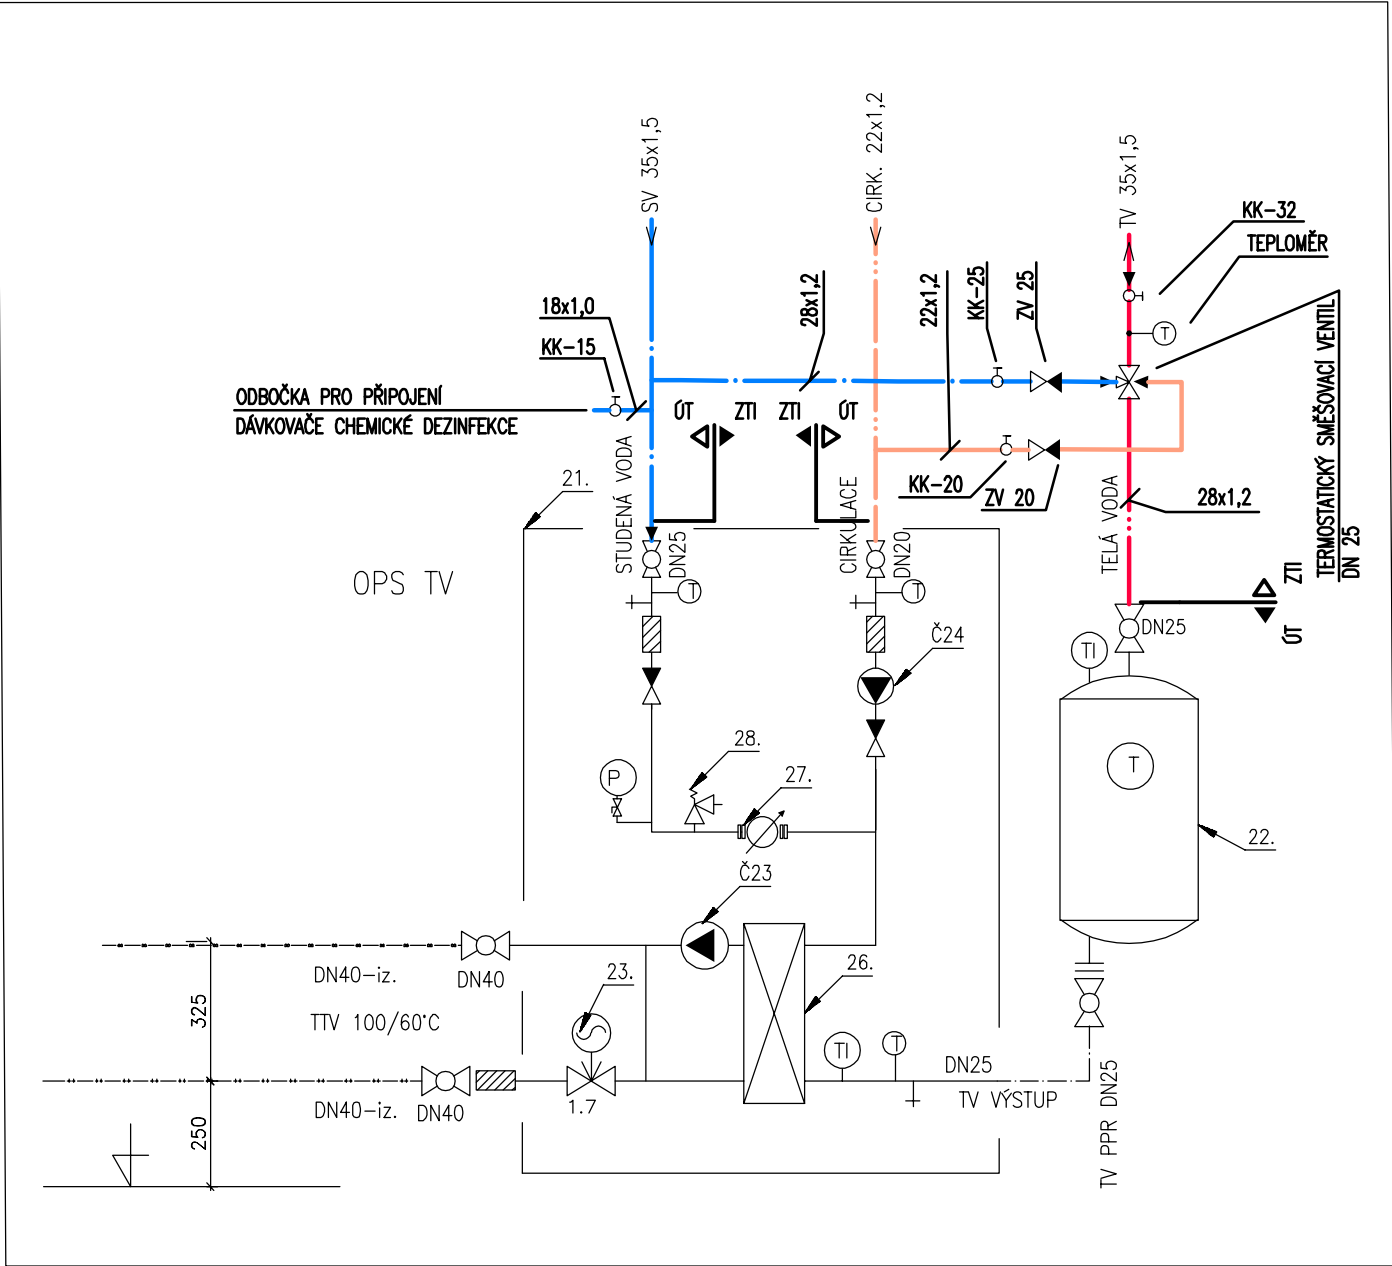 SV 35x1,5
CIRK. 22x1,2
TV 35x1,5
KK-32
TEPLOMĚR
18x1,0
KK-15
28x1,2
22x1,2
KK-25
ZV 25
TERMOSTATICKÝ SMĚŠOVACÍ VENTIL
DN 25
ODBOČKA PRO PŘIPOJENÍ
DÁVKOVAČE CHEMICKÉ DEZINFEKCE
ÚT
ZTI
ZTI
ÚT
KK-20
ZV 20
28x1,2
T
21.
STUDENÁ VODA
DN25
CIRKULACE
DN20
TELÁ VODA
OPS TV
T
T
ZTI
ÚT
DN25
TI
Č24
T
28.
27.
P
22.
Č23
26.
23.
DN40-iz.
DN40
TTV 100/60°C
325
TI
T
DN25
TV VÝSTUP
DN40-iz.
DN40
1.7
250
TV PPR DN25